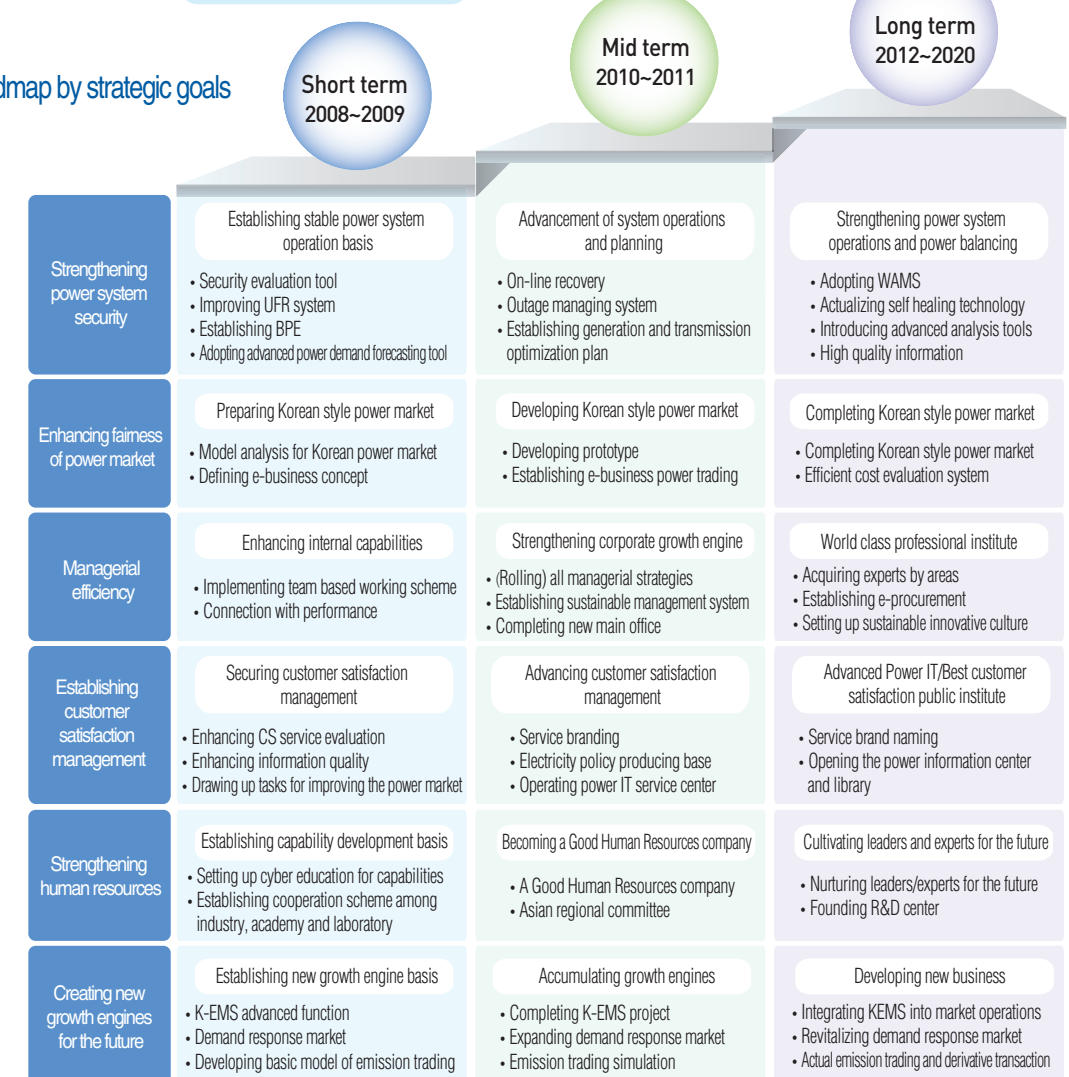 dmap by strategic goals
Short term
2008~2009
Mid term
2010~2011
Long term
2012~2020
Strengthening
power system
security
Establishing stable power system
operation basis
• Security evaluation tool
• Improving UFR system
• Establishing BPE
• Adopting advanced power demand forecasting tool
Advancement of system operations
and planning
• On-line recovery
• Outage managing system
• Establishing generation and transmission
optimization plan
Strengthening power system
operations and power balancing
• Adopting WAMS
• Actualizing self healing technology
• Introducing advanced analysis tools
• High quality information
Enhancing fairness
of power market
Preparing Korean style power market
• Model analysis for Korean power market
• Defining e-business concept
Developing Korean style power market
• Developing prototype
• Establishing e-business power trading
Completing Korean style power market
• Completing Korean style power market
• Efficient cost evaluation system
Managerial
efficiency
Enhancing internal capabilities
• Implementing team based working scheme
• Connection with performance
Strengthening corporate growth engine
• (Rolling) all managerial strategies
• Establishing sustainable management system
• Completing new main office
World class professional institute
• Acquiring experts by areas
• Establishing e-procurement
• Setting up sustainable innovative culture
Establishing
customer
satisfaction
management
Securing customer satisfaction
management
• Enhancing CS service evaluation
• Enhancing information quality
• Drawing up tasks for improving the power market
Advancing customer satisfaction
management
• Service branding
• Electricity policy producing base
• Operating power IT service center
Advanced Power IT/Best customer
satisfaction public institute
• Service brand naming
• Opening the power information center
and library
Strengthening
human resources
Establishing capability development basis
• Setting up cyber education for capabilities
• Establishing cooperation scheme among
industry, academy and laboratory
Becoming a Good Human Resources company
• A Good Human Resources company
• Asian regional committee
Cultivating leaders and experts for the future
• Nurturing leaders/experts for the future
• Founding R&D center
Creating new
growth engines
for the future
Establishing new growth engine basis
• K-EMS advanced function
• Demand response market
• Developing basic model of emission trading
Accumulating growth engines
• Completing K-EMS project
• Expanding demand response market
• Emission trading simulation
Developing new business
• Integrating KEMS into market operations
• Revitalizing demand response market
• Actual emission trading and derivative transaction